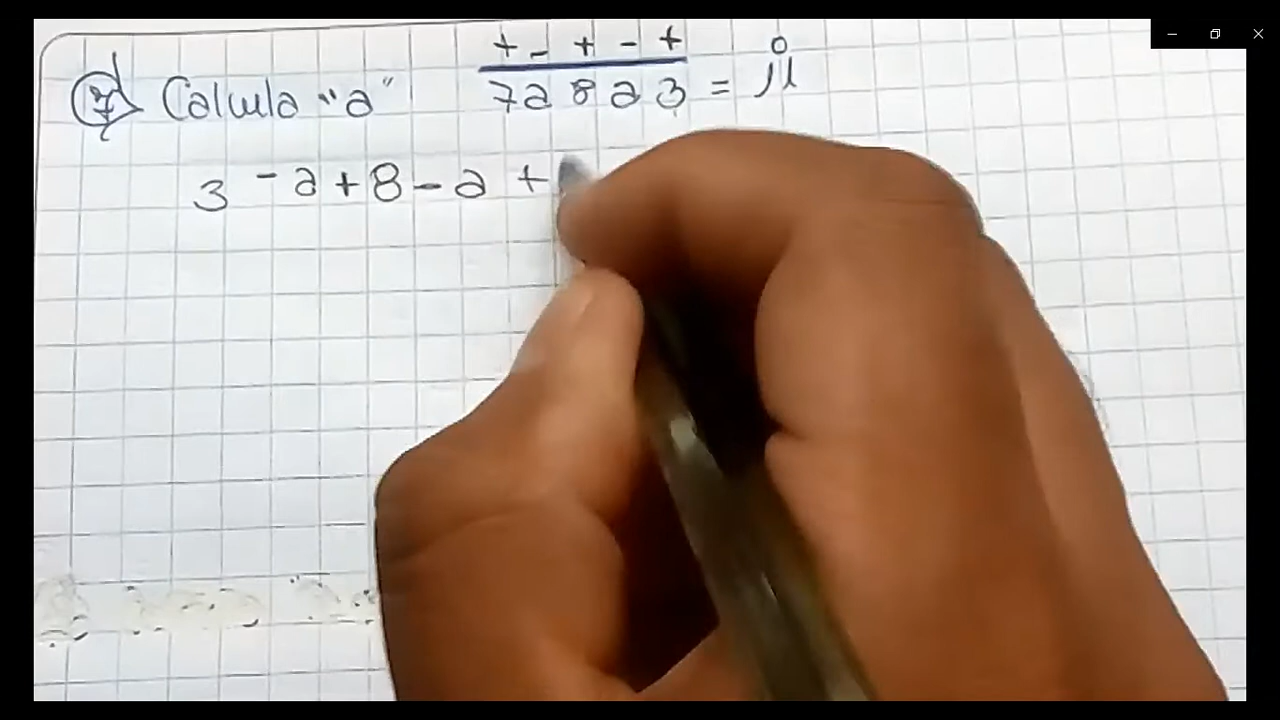 7) Calcula "a" + - + - + 7a8a3 = 11°
3 - a + 8 - a +